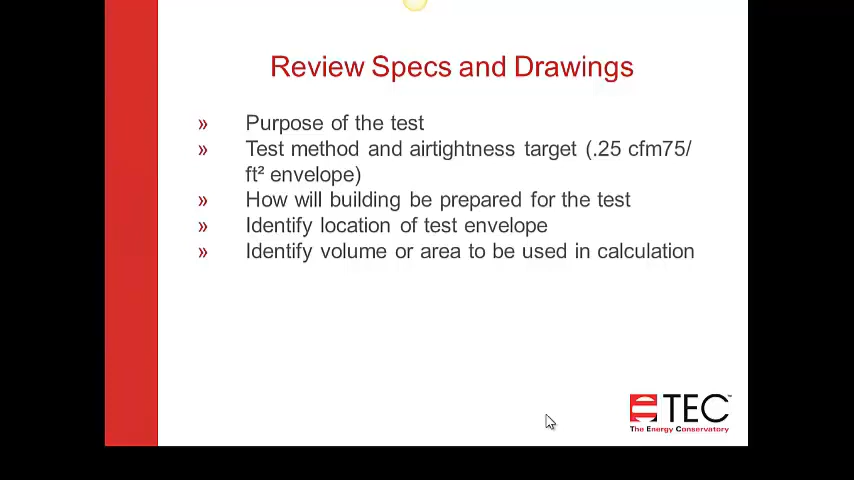 Review Specs and Drawings
» Purpose of the test
» Test method and airtightness target (.25 cfm75/
ft² envelope)
» How will building be prepared for the test
» Identify location of test envelope
» Identify volume or area to be used in calculation
TEC™
The Energy Conservatory